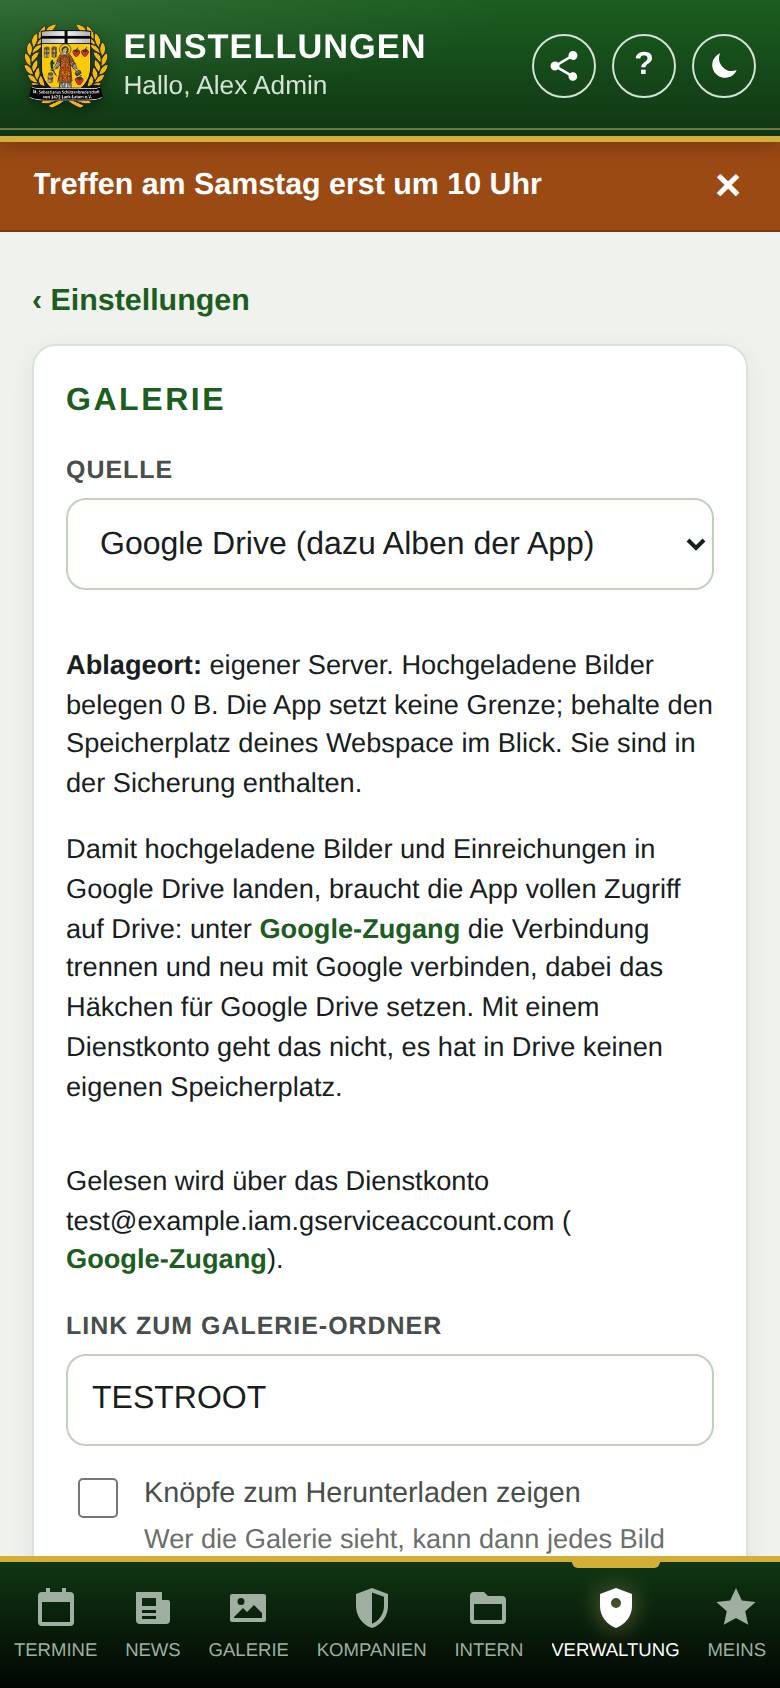 EINSTELLUNGEN
Hallo, Alex Admin
?
Treffen am Samstag erst um 10 Uhr
×
‹ Einstellungen
GALERIE
QUELLE
Google Drive (dazu Alben der App)
Ablageort: eigener Server. Hochgeladene Bilder
belegen 0 B. Die App setzt keine Grenze; behalte den
Speicherplatz deines Webspace im Blick. Sie sind in
der Sicherung enthalten.
Damit hochgeladene Bilder und Einreichungen in
Google Drive landen, braucht die App vollen Zugriff
auf Drive: unter Google-Zugang die Verbindung
trennen und neu mit Google verbinden, dabei das
Häkchen für Google Drive setzen. Mit einem
Dienstkonto geht das nicht, es hat in Drive keinen
eigenen Speicherplatz.
Gelesen wird über das Dienstkonto
test@example.iam.gserviceaccount.com (
Google-Zugang).
LINK ZUM GALERIE-ORDNER
TESTROOT
Knöpfe zum Herunterladen zeigen
Wer die Galerie sieht, kann dann jedes Bild
TERMINE NEWS GALERIE KOMPANIEN INTERN VERWALTUNG MEINS